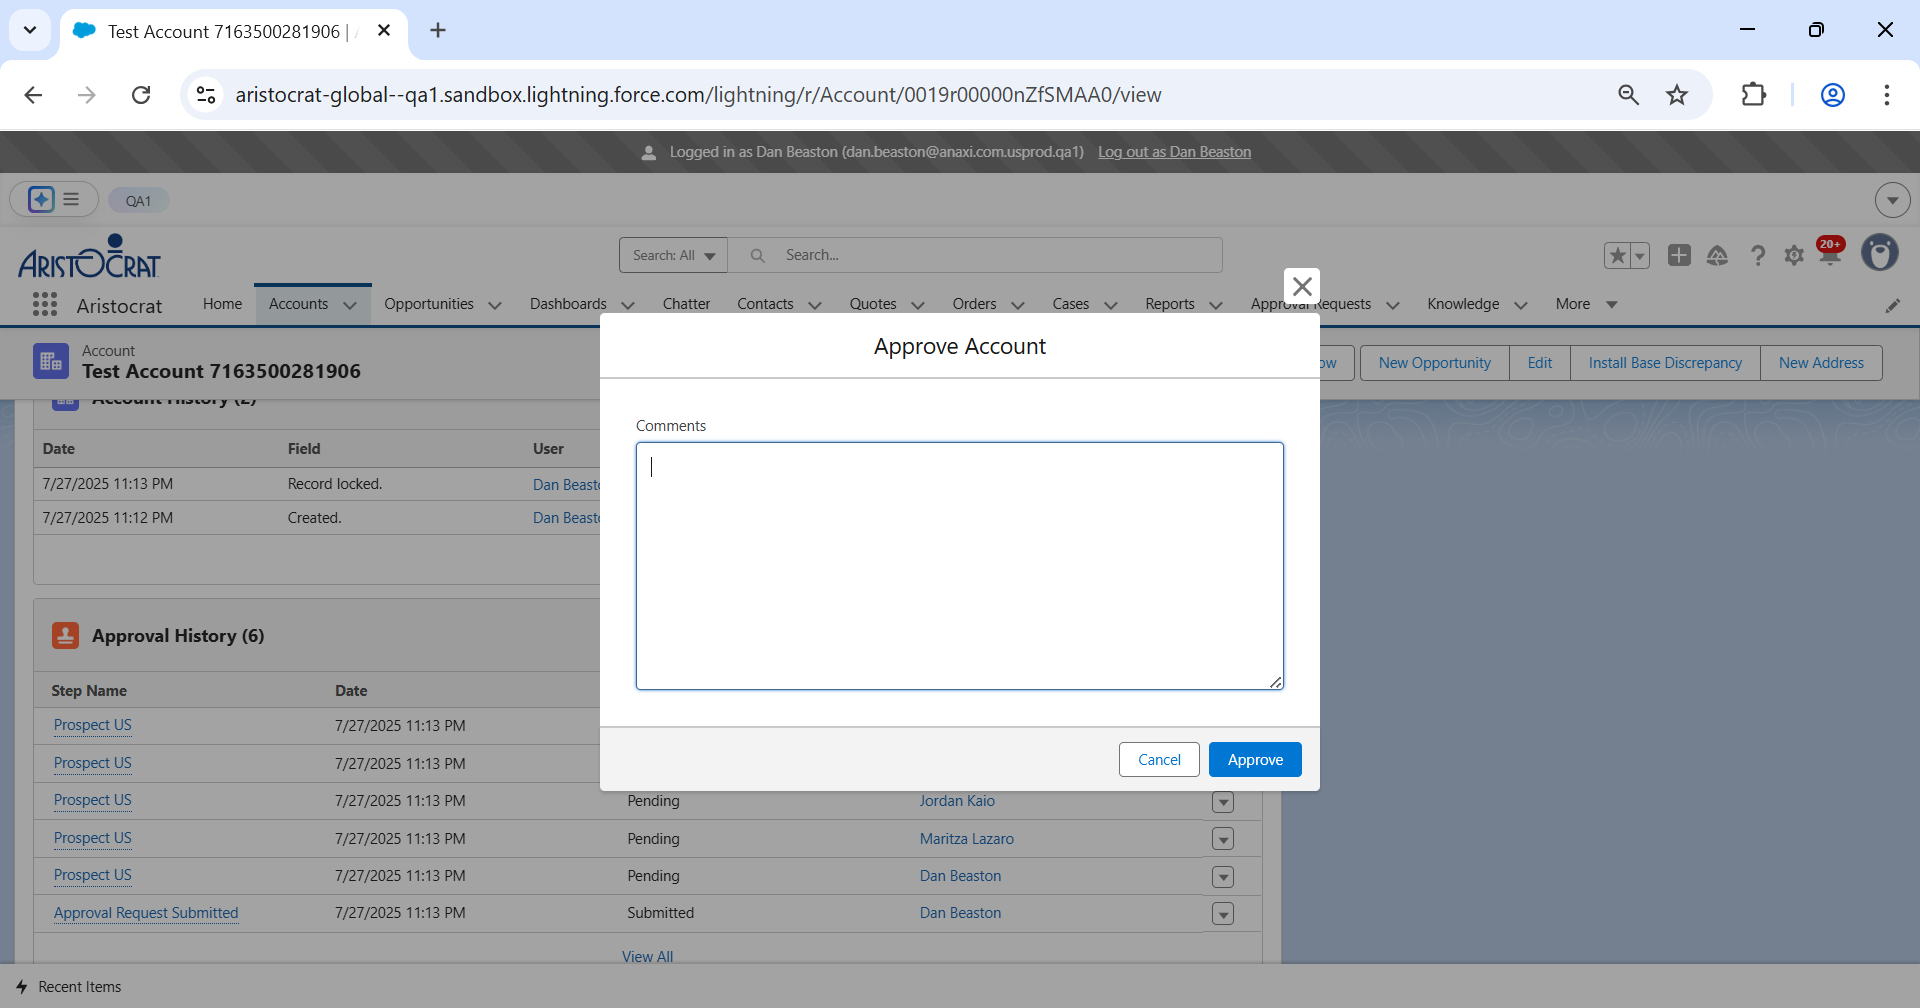 Test Account 7163500281906 |
aristocrat-global--qa1.sandbox.lightning.force.com/lightning/r/Account/0019r00000nZfSMAA0/view
Logged in as Dan Beaston (dan.beaston@anaxi.com.usprod.qa1) Log out as Dan Beaston
QA1
ARISTOCRAT
Search: All
Search...
20+
Aristocrat
Home
Accounts
Opportunities
Dashboards
Chatter
Contacts
Quotes
Orders
Cases
Reports
Approval Requests
Knowledge
More
Account
Test Account 7163500281906
New Opportunity
Edit
Install Base Discrepancy
New Address
Approve Account
Account History (2)
Date Field User
7/27/2025 11:13 PM Record locked. Dan Beasto
7/27/2025 11:12 PM Created. Dan Beasto
Comments
Cancel
Approve
Approval History (6)
Step Name Date
Prospect US 7/27/2025 11:13 PM
Prospect US 7/27/2025 11:13 PM
Prospect US 7/27/2025 11:13 PM Pending Jordan Kaio
Prospect US 7/27/2025 11:13 PM Pending Maritza Lazaro
Prospect US 7/27/2025 11:13 PM Pending Dan Beaston
Approval Request Submitted 7/27/2025 11:13 PM Submitted Dan Beaston
View All
Recent Items